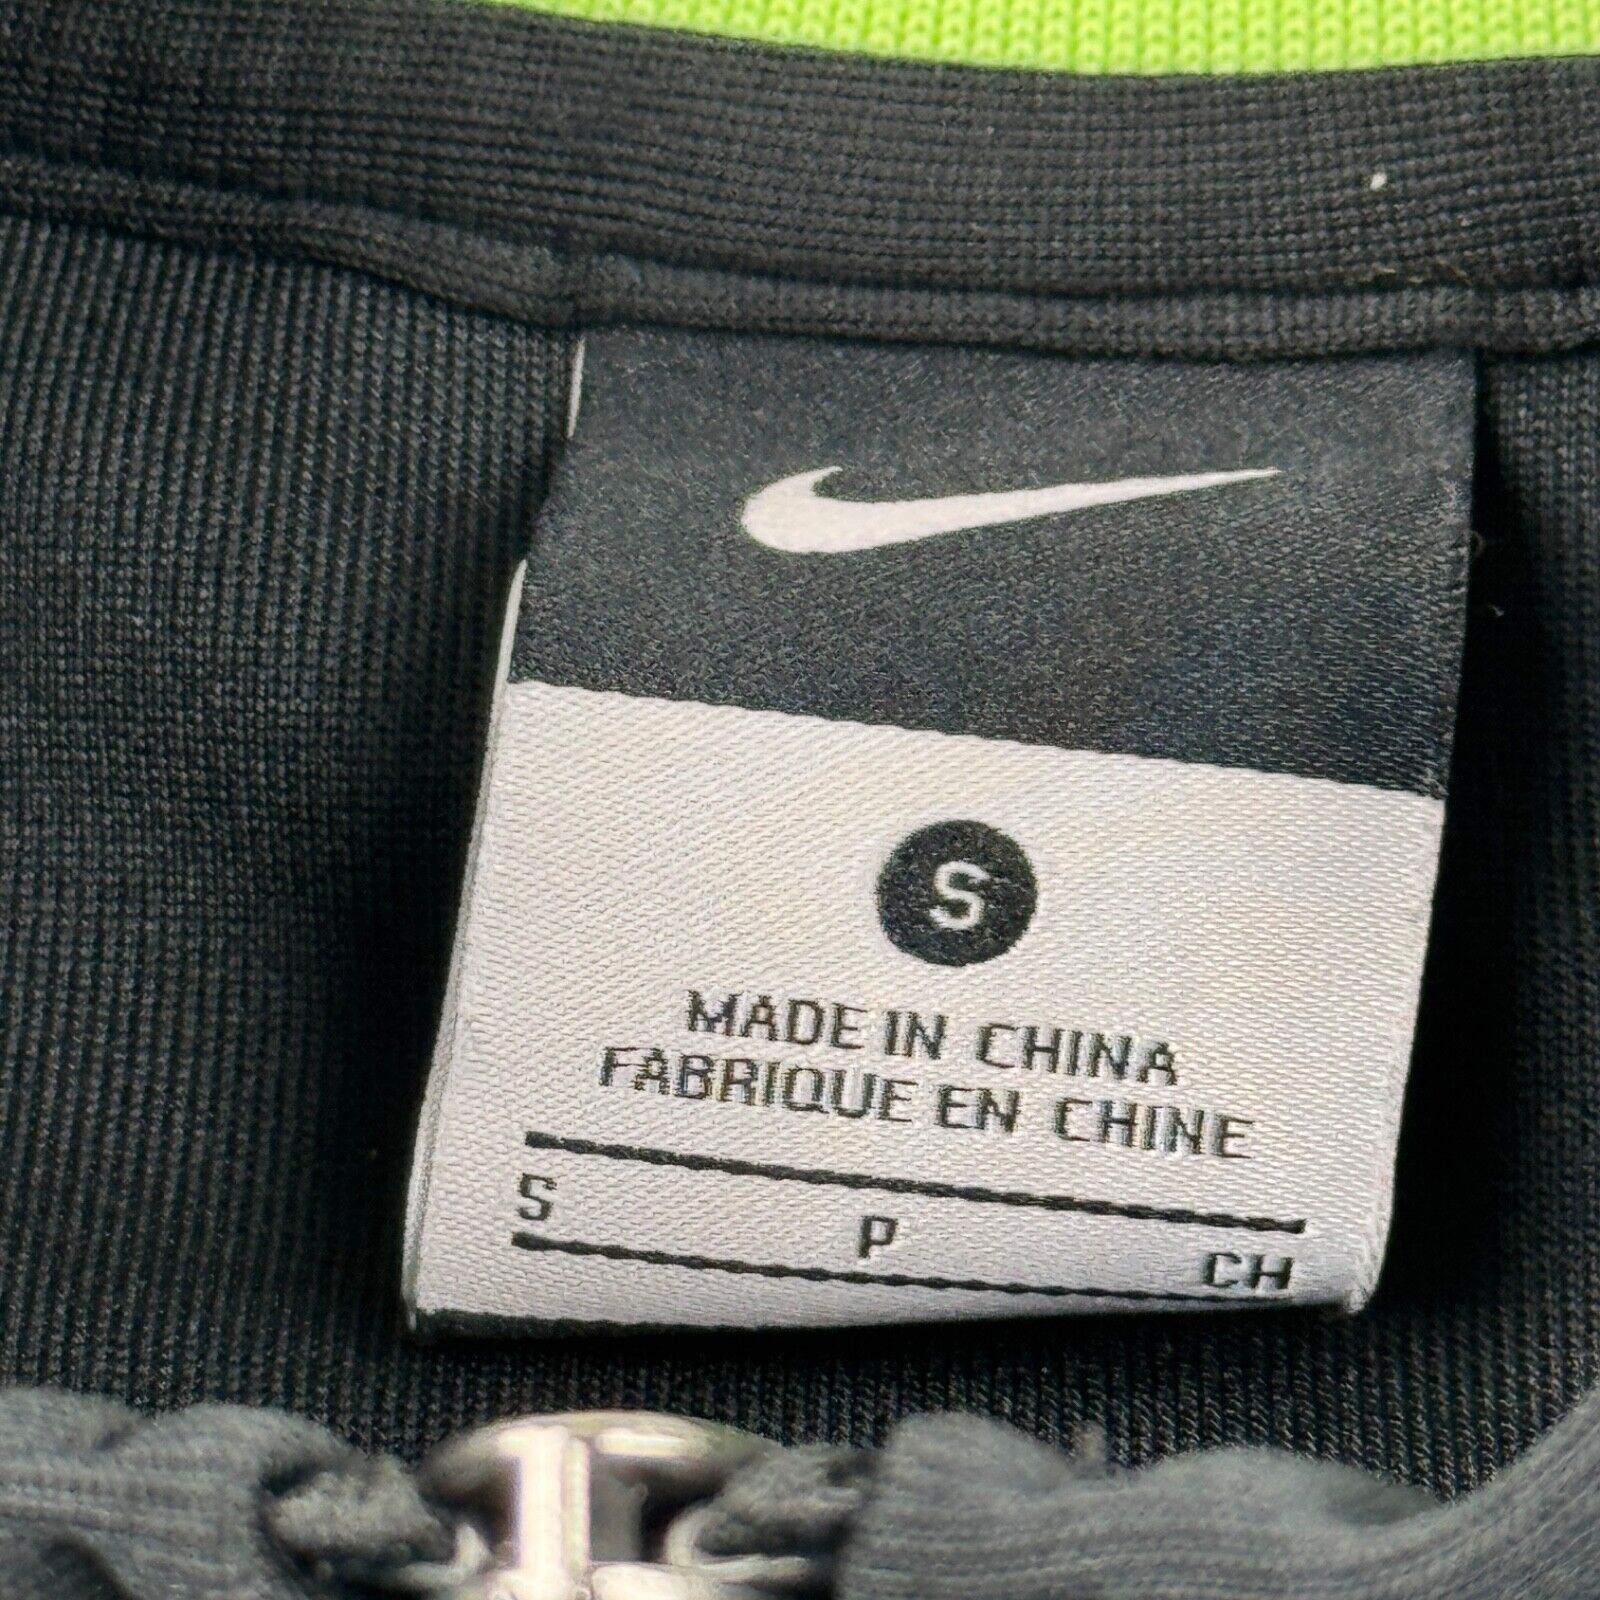 S
MADE IN CHINA
FABRIQUE EN CHINE
S P CH